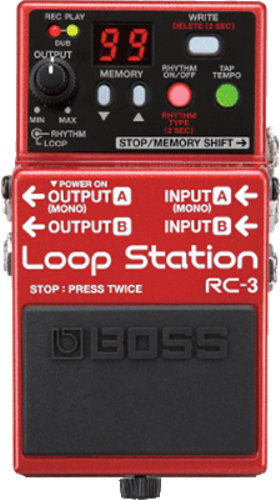 REC PLAY
DUB
WRITE
DELETE (2 SEC)
OUTPUT
99
MEMORY
RHYTHM
ON/OFF
TAP
TEMPO
MIN MAX
RHYTHM
TYPE
(2 SEC)
RHYTHM
LOOP
STOP/MEMORY SHIFT
POWER ON
OUTPUT A
(MONO)
INPUT A
(MONO)
OUTPUT B
INPUT B
Loop Station
RC-3
STOP : PRESS TWICE
BOSS